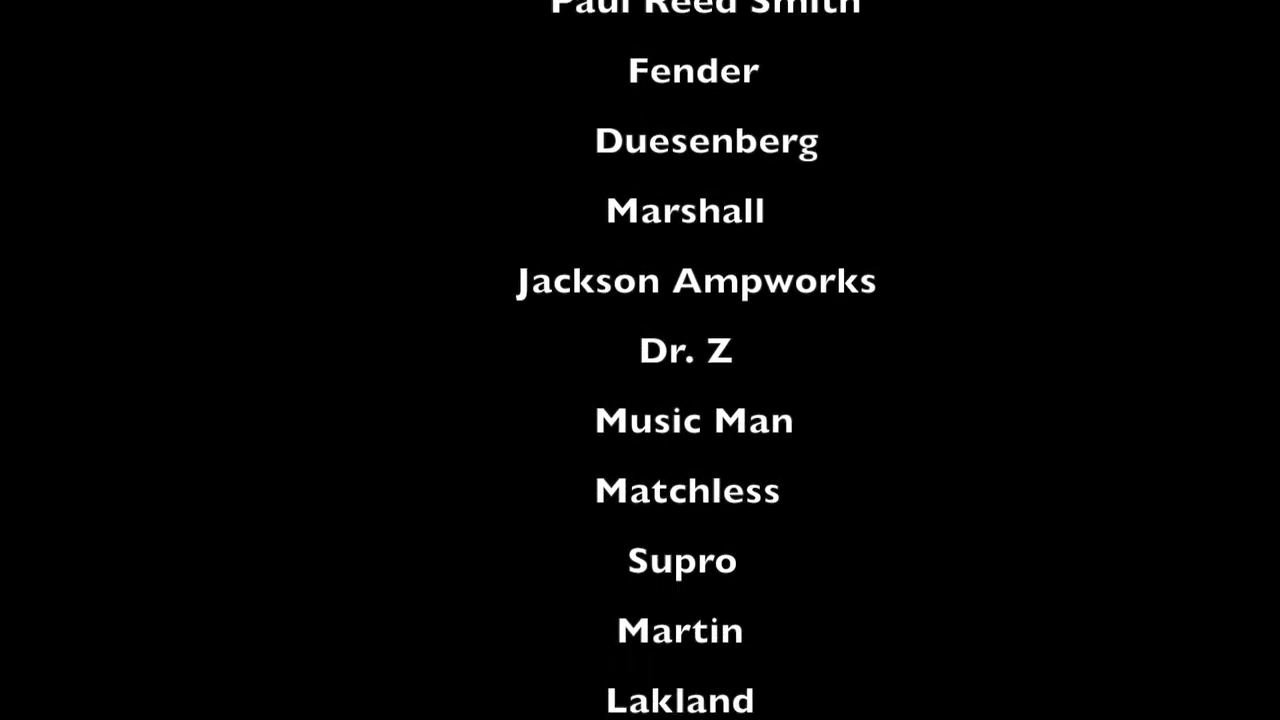 Paul Reed Smith
Fender
Duesenberg
Marshall
Jackson Ampworks
Dr. Z
Music Man
Matchless
Supro
Martin
Lakland